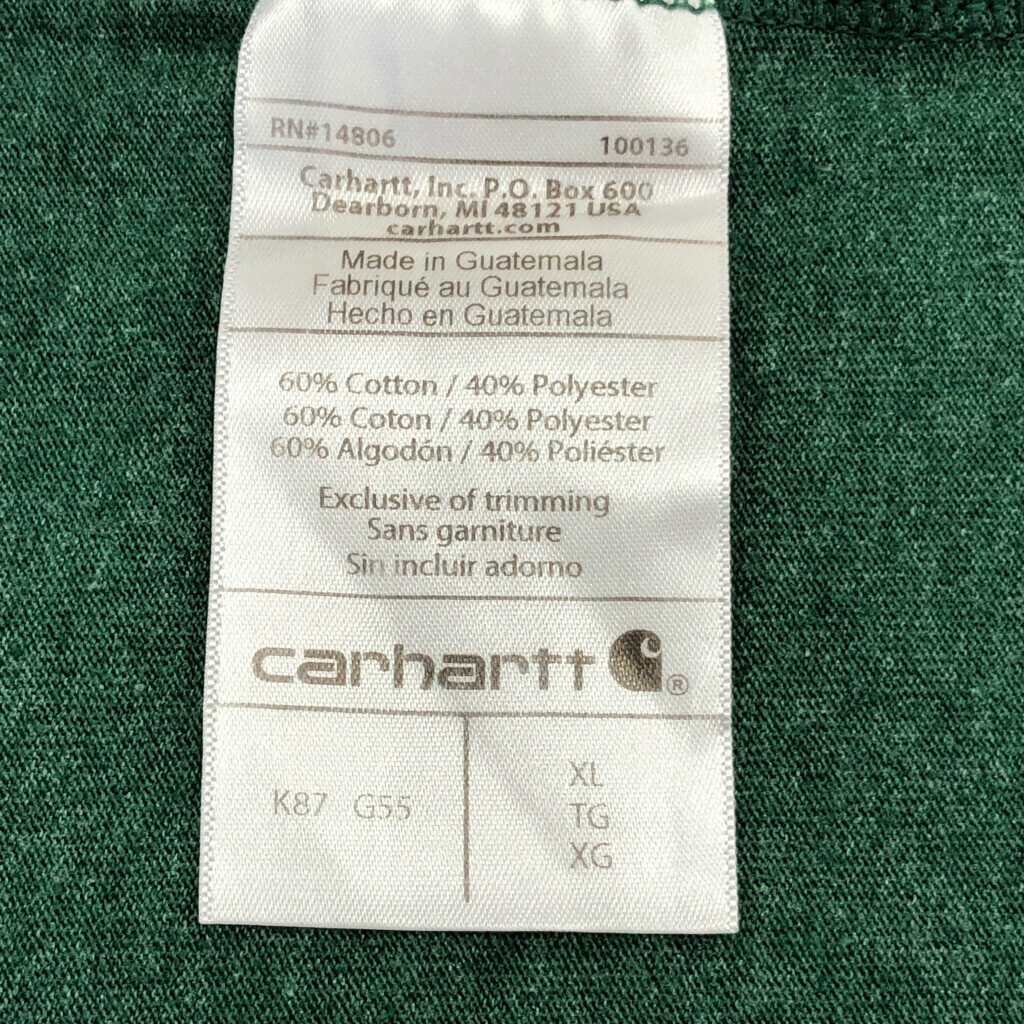 RN#14806 100136
Carhartt, Inc. P.O. Box 600
Dearborn, MI 48121 USA
carhartt.com
Made in Guatemala
Fabriqué au Guatemala
Hecho en Guatemala
60% Cotton / 40% Polyester
60% Coton / 40% Polyester
60% Algodón / 40% Poliéster
Exclusive of trimming
Sans garniture
Sin incluir adorno
carhartt ®
K87 G55
XL
TG
XG